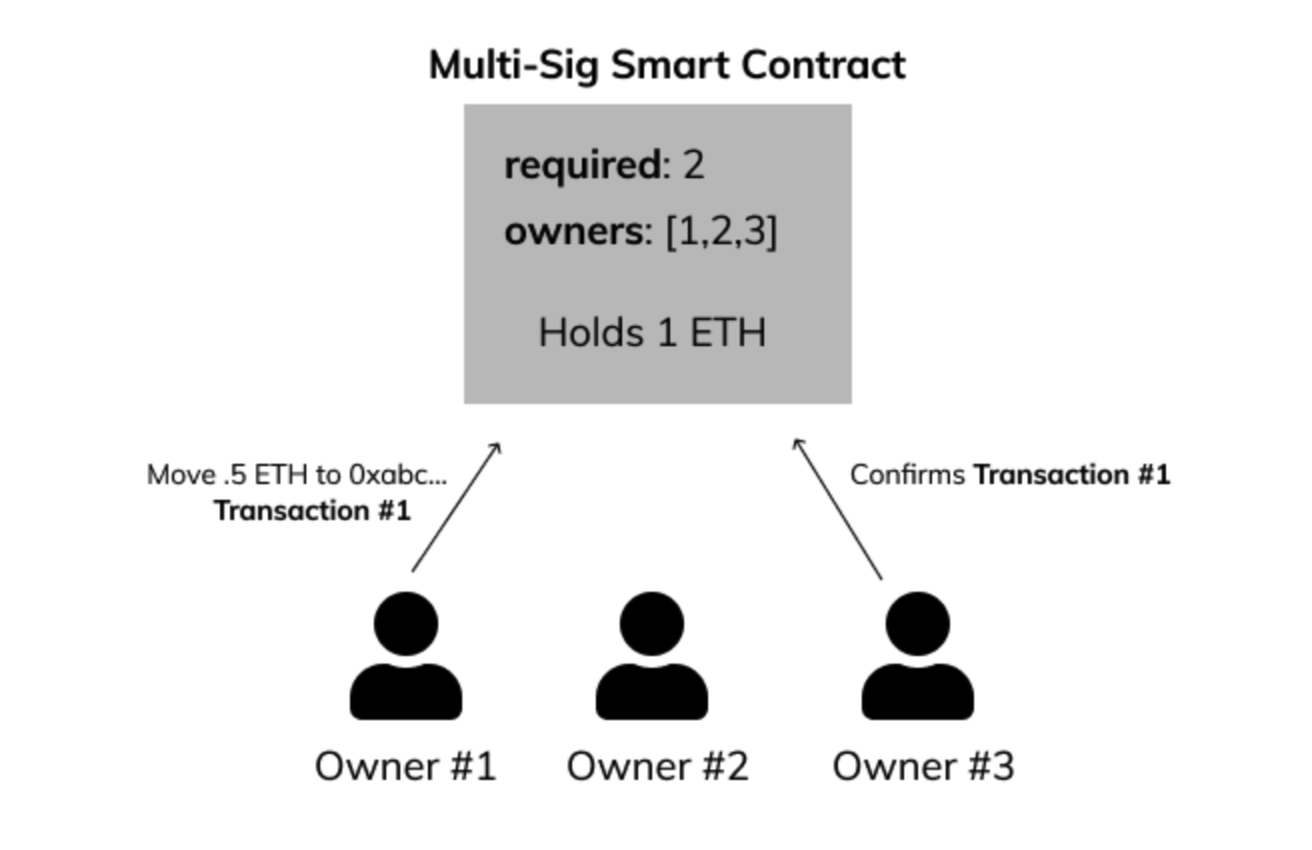 Multi-Sig Smart Contract
required: 2
owners: [1,2,3]
Holds 1 ETH
Move .5 ETH to 0xabc...
Transaction #1
Confirms Transaction #1
Owner #1
Owner #2
Owner #3